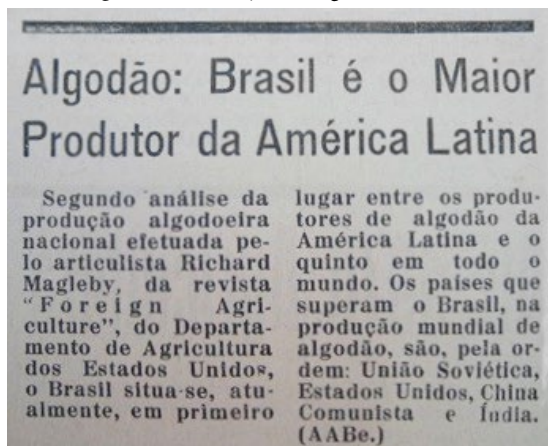 Algodão: Brasil é o Maior
Produtor da América Latina
Segundo análise da
produção algodoeira
nacional efetuada pe-
lo articulista Richard
Magleby, da revista
"Foreign Agri-
culture", do Departa-
mento de Agricultura
dos Estados Unidos,
o Brasil situa-se, atu-
almente, em primeiro
lugar entre os produ-
tores de algodão da
América Latina e o
quinto em todo o
mundo. Os países que
superam o Brasil, na
produção mundial de
algodão, são, pela or-
dem: União Soviética,
Estados Unidos, China
Comunista e Índia.
(AABe.)